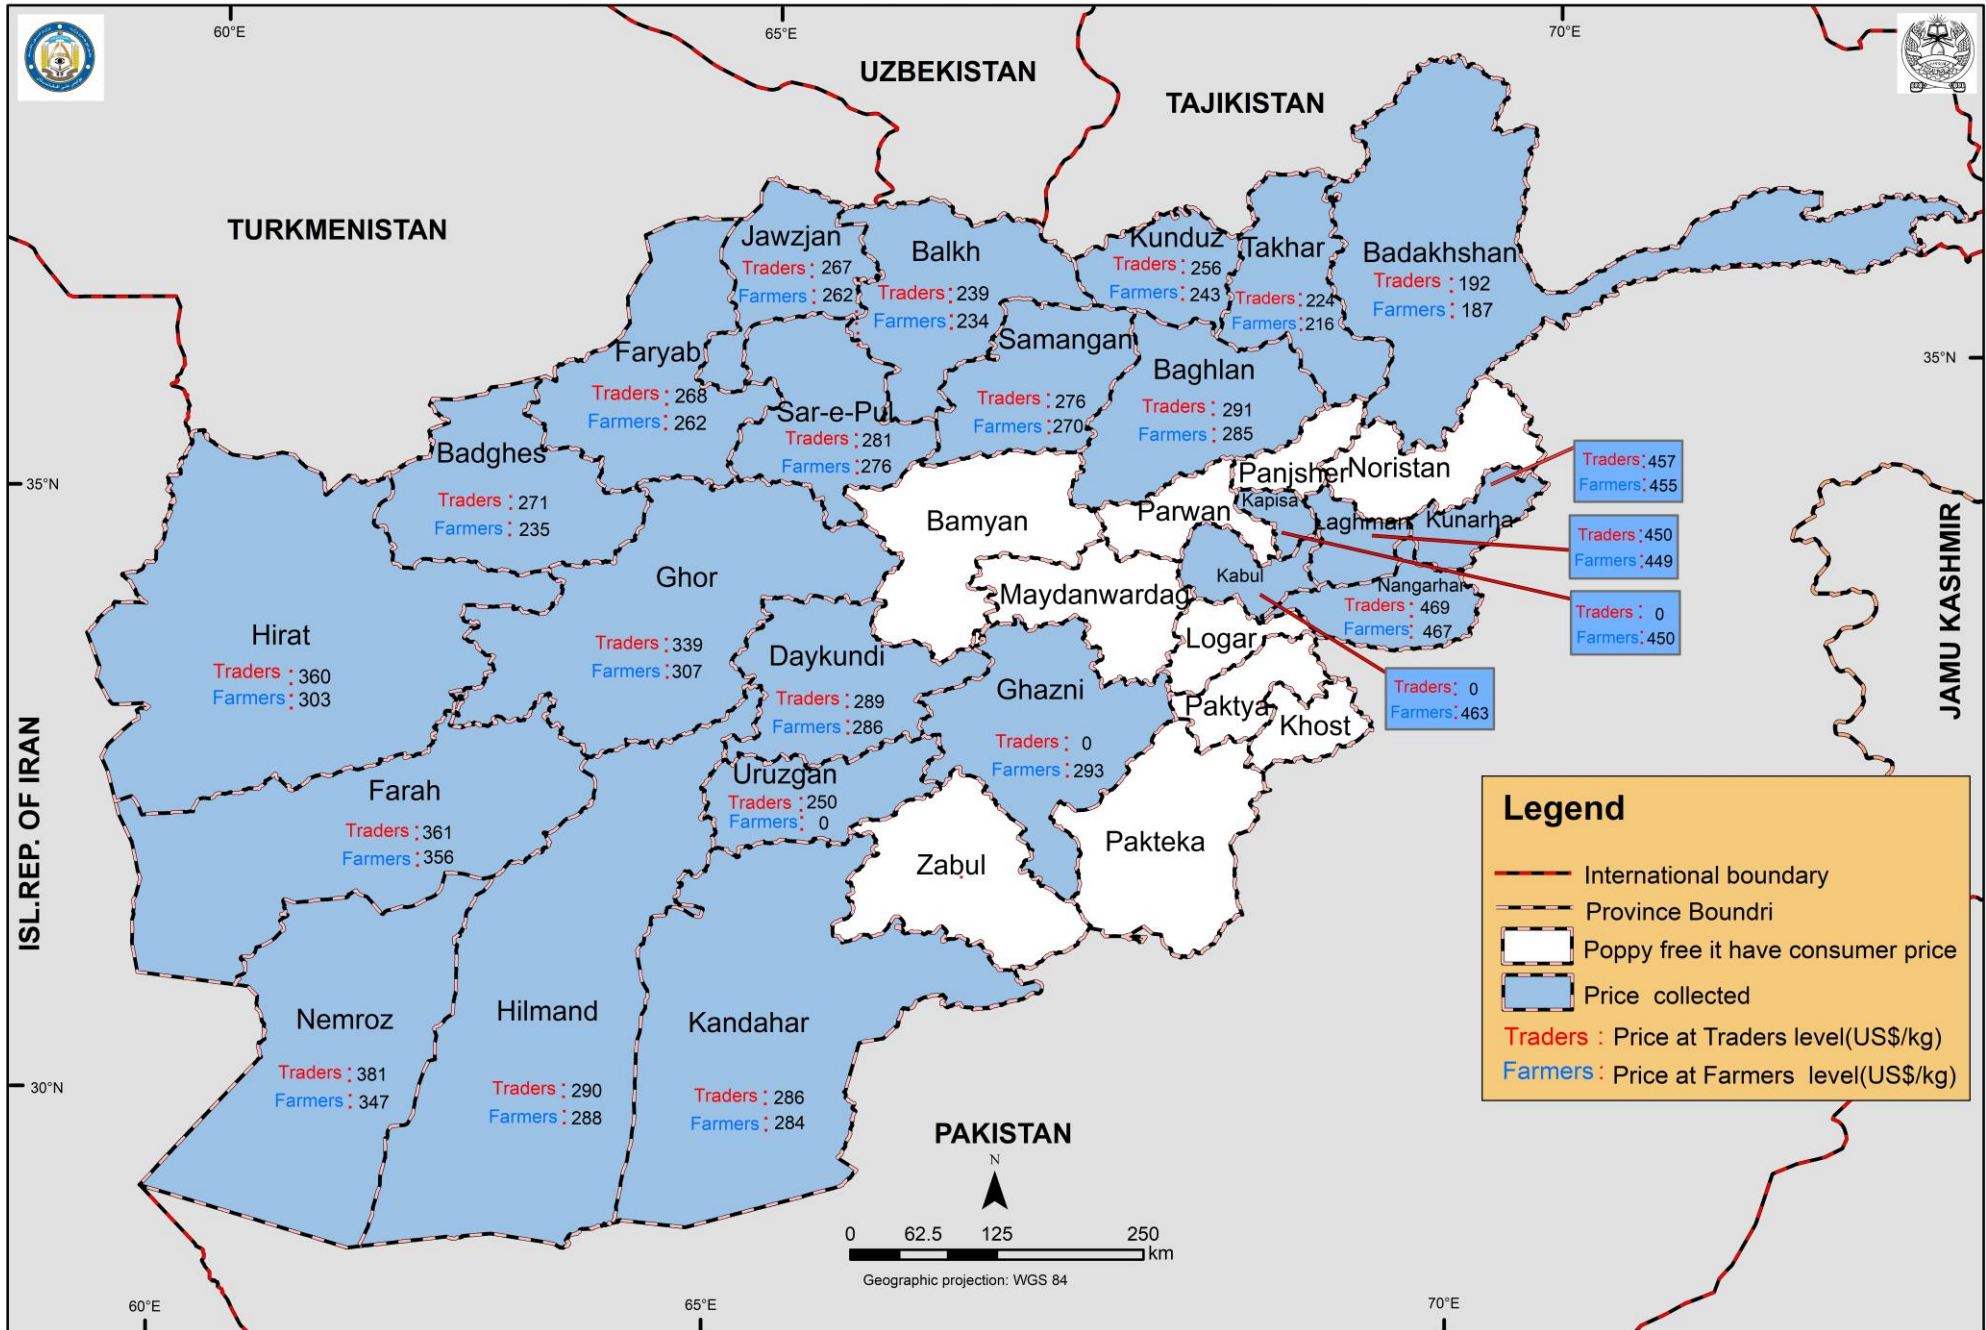 60°E
65°E
70°E
UZBEKISTAN
TAJIKISTAN
TURKMENISTAN
Jawzjan
Traders : 267
Farmers : 262
Balkh
Traders : 239
Farmers : 234
Kunduz
Traders : 256
Farmers : 243
Takhar
Traders : 224
Farmers : 216
Badakhshan
Traders : 192
Farmers : 187
Faryab
Traders : 268
Farmers : 262
Samangan
Traders : 276
Farmers : 270
Baghlan
Traders : 291
Farmers : 285
35°N
Sar-e-Pul
Traders : 281
Farmers : 276
Badghes
Traders : 271
Farmers : 235
35°N
Panjsher
Noristan
Traders : 457
Farmers : 455
Kapisa
Parwan
Laghman
Kunarha
Bamyan
Traders : 450
Farmers : 449
Ghor
Traders : 339
Farmers : 307
Kabul
Nangarhar
Traders : 469
Farmers : 467
Maydanwardag
Traders : 0
Farmers : 450
Hirat
Traders : 360
Farmers : 303
Daykundi
Traders : 289
Farmers : 286
Logar
Ghazni
Traders : 0
Farmers : 293
Traders : 0
Farmers : 463
Paktya
Khost
JAMU KASHMIR
ISL.REP. OF IRAN
Uruzgan
Traders : 250
Farmers : 0
Farah
Traders : 361
Farmers : 356
Zabul
Pakteka
Nemroz
Traders : 381
Farmers : 347
Hilmand
Traders : 290
Farmers : 288
Kandahar
Traders : 286
Farmers : 284
30°N
Legend
International boundary
Province Boundri
Poppy free it have consumer price
Price collected
Traders : Price at Traders level(US$/kg)
Farmers : Price at Farmers level(US$/kg)
PAKISTAN
N
0 62.5 125 250
km
Geographic projection: WGS 84
60°E
65°E
70°E